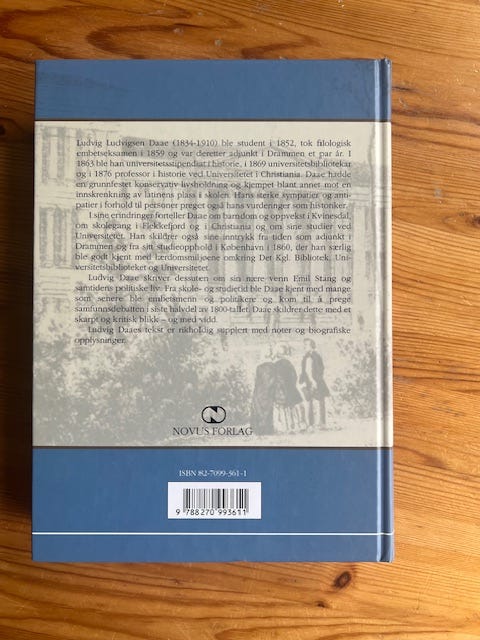 Ludvig Ludvigsen Daae (1834-1910) ble student i 1852, tok filologisk
embetseksamen i 1859 og var deretter adjunkt i Drammen et par år. I
1863 ble han universitetsstipendiat i historie, i 1869 universitetsbibliotekar
og i 1876 professor i historie ved Universitetet i Christiania. Daae hadde
en grunnfestet konservativ livsholdning og kjempet blant annet mot en
innskrenkning av latinens plass i skolen. Hans sterke sympatier og anti-
patier i forhold til personer preget også hans vurderinger som historiker.
I sine erindringer forteller Daae om barndom og oppvekst i Kvinesdal,
om skolegang i Flekkefjord og i Christiania og om sine studier ved
Universitetet. Han skildrer også sine inntrykk fra tiden som adjunkt i
Drammen og fra sitt studieopphold i København i 1860, der han særlig
ble godt kjent med lærdomsmiljøene omkring Det Kgl. Bibliotek, Uni-
versitetsbiblioteket og Universitetet.
Ludvig Daae skriver dessuten om sin nære venn Emil Stang og
samtidens politiske liv. Fra skole- og studietid ble Daae kjent med mange
som senere ble embetsmenn og politikere og kom til å prege
samfunnsdebatten i siste halvdel av 1800-tallet. Daae skildrer dette med et
skarpt og kritisk blikk – og med vidd.
Ludvig Daaes tekst er rikholdig supplert med noter og biografiske
opplysninger.
NOVUS FORLAG
ISBN 82-7099-361-1
9 788270 993611